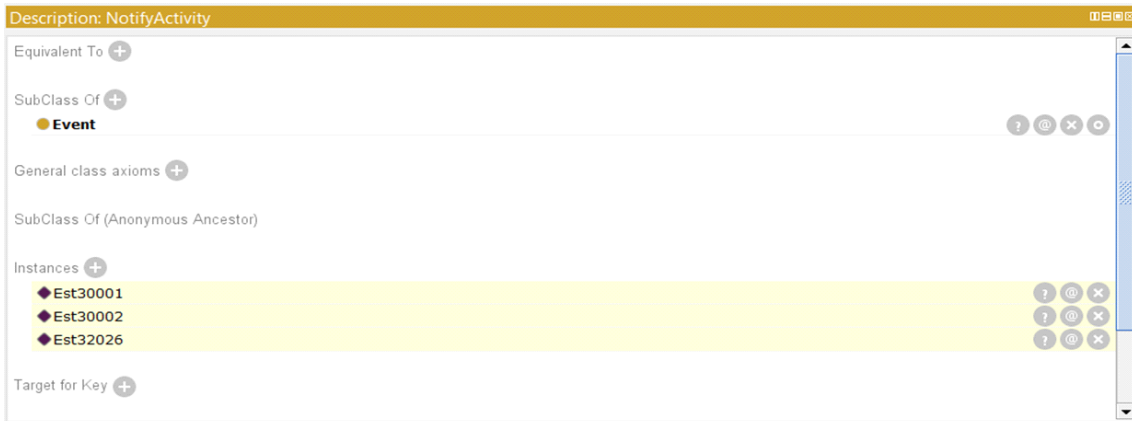 Description: NotifyActivity
Equivalent To
SubClass Of
Event
General class axioms
SubClass Of (Anonymous Ancestor)
Instances
Est30001
Est30002
Est32026
Target for Key